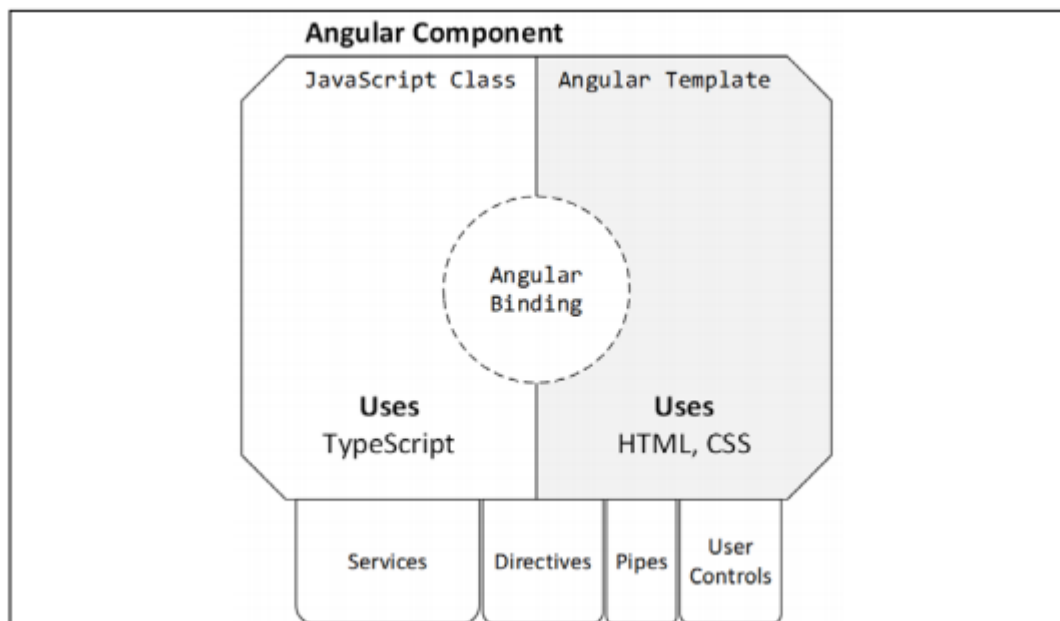 Angular Component
JavaScript Class
Angular Template
Angular
Binding
Uses
TypeScript
Uses
HTML, CSS
Services
Directives
Pipes
User
Controls